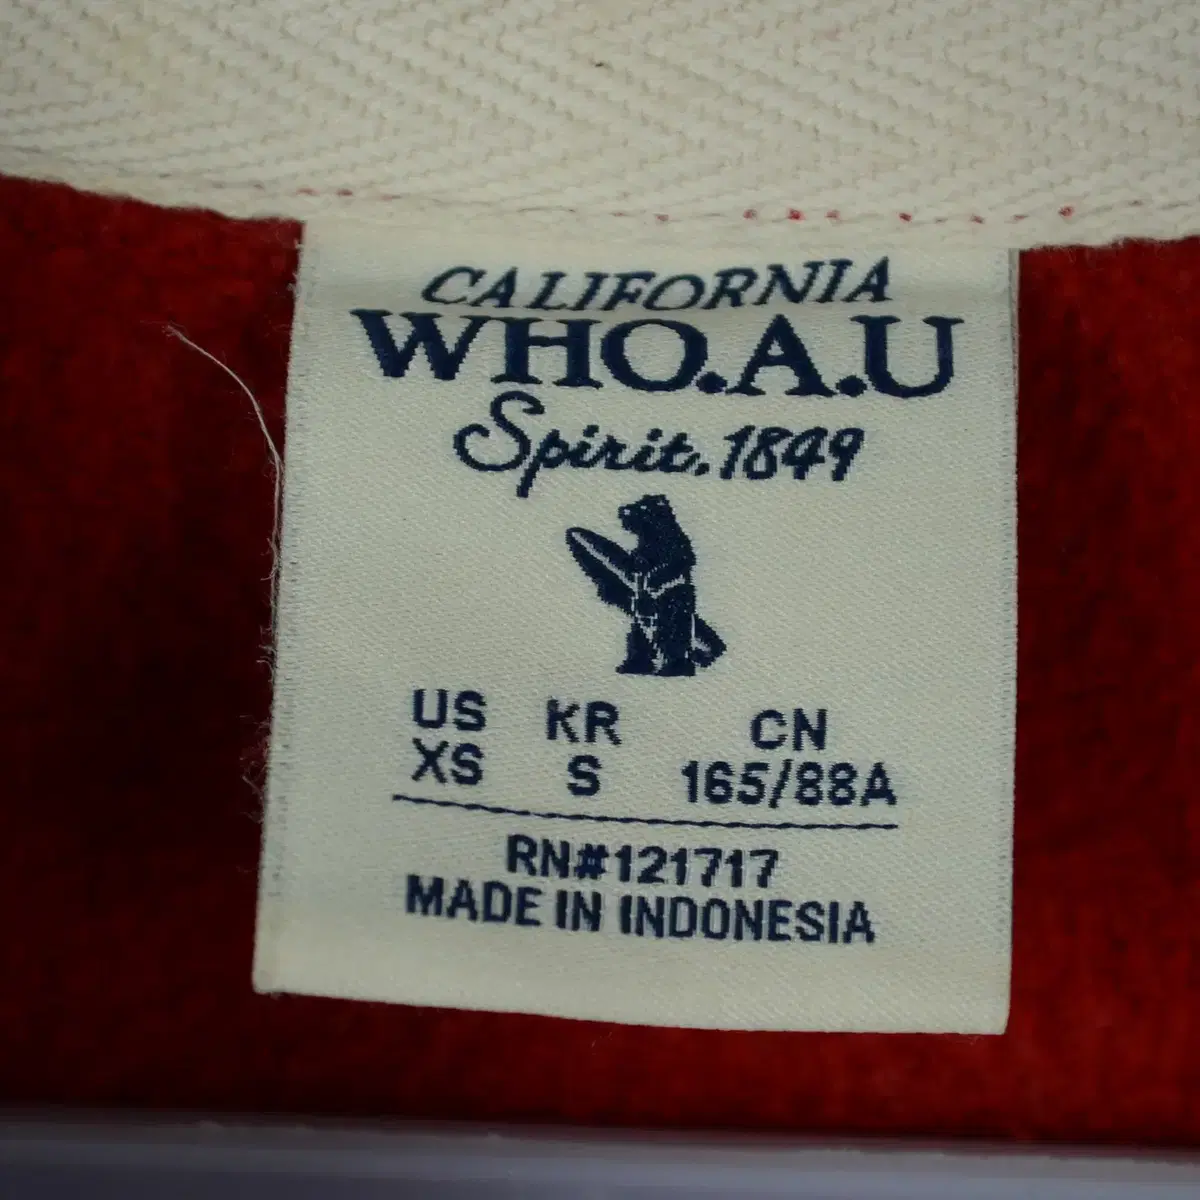 CALIFORNIA
WHO.A.U
Spirit.1849
US KR CN
XS S 165/88A
RN#121717
MADE IN INDONESIA